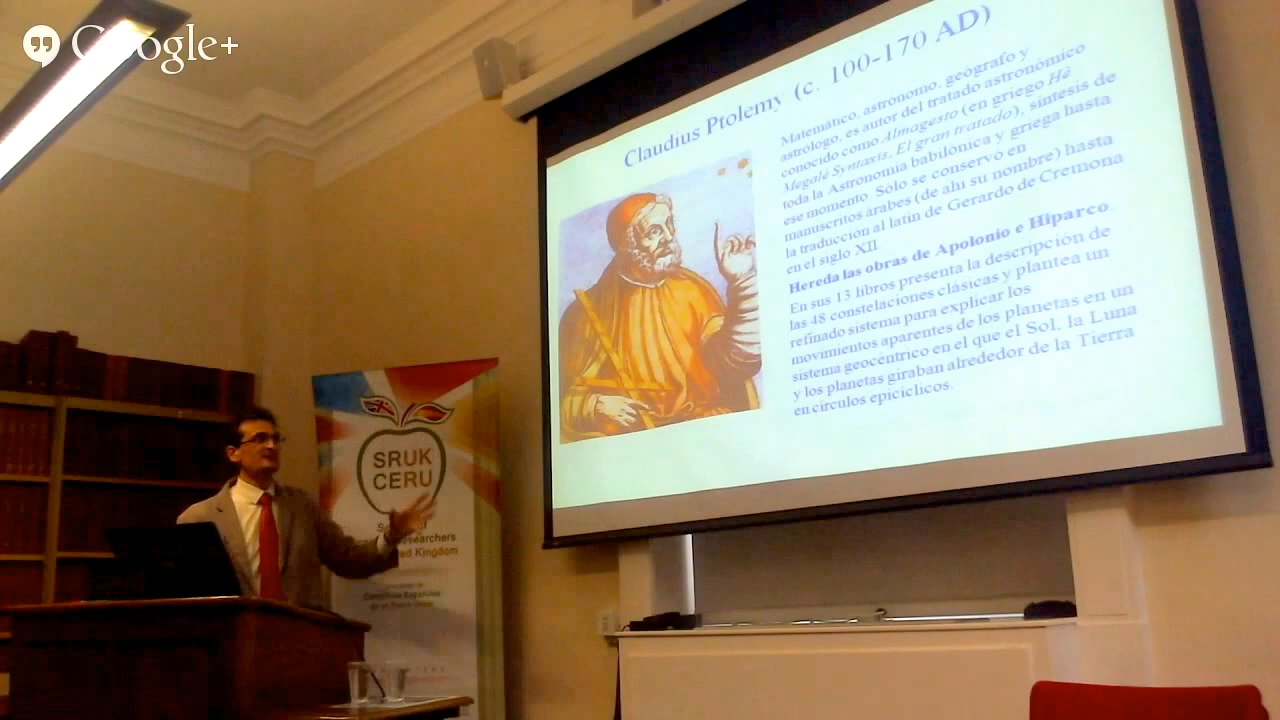 Google+
Claudius Ptolemy (c. 100-170 AD)
Matemático, astronomo, geógrafo y
astrólogo, es autor del tratado astronómico
conocido como Almagesto (en griego Hè
Megalé Syntaxis, El gran tratado), síntesis de
toda la Astronomía babilónica y griega hasta
ese momento. Sólo se conservó en
manuscritos árabes (de ahí su nombre) hasta
la traducción al latín de Gerardo de Cremona
en el siglo XII.
Hereda las obras de Apolonio e Hiparco.
En sus 13 libros presenta la descripción de
las 48 constelaciones clásicas y plantea un
refinado sistema para explicar los
movimientos aparentes de los planetas en un
sistema geocéntrico en el que el Sol, la Luna
y los planetas giraban alrededor de la Tierra
en círculos epicíclicos.
SRUK
CERU
Kingdom